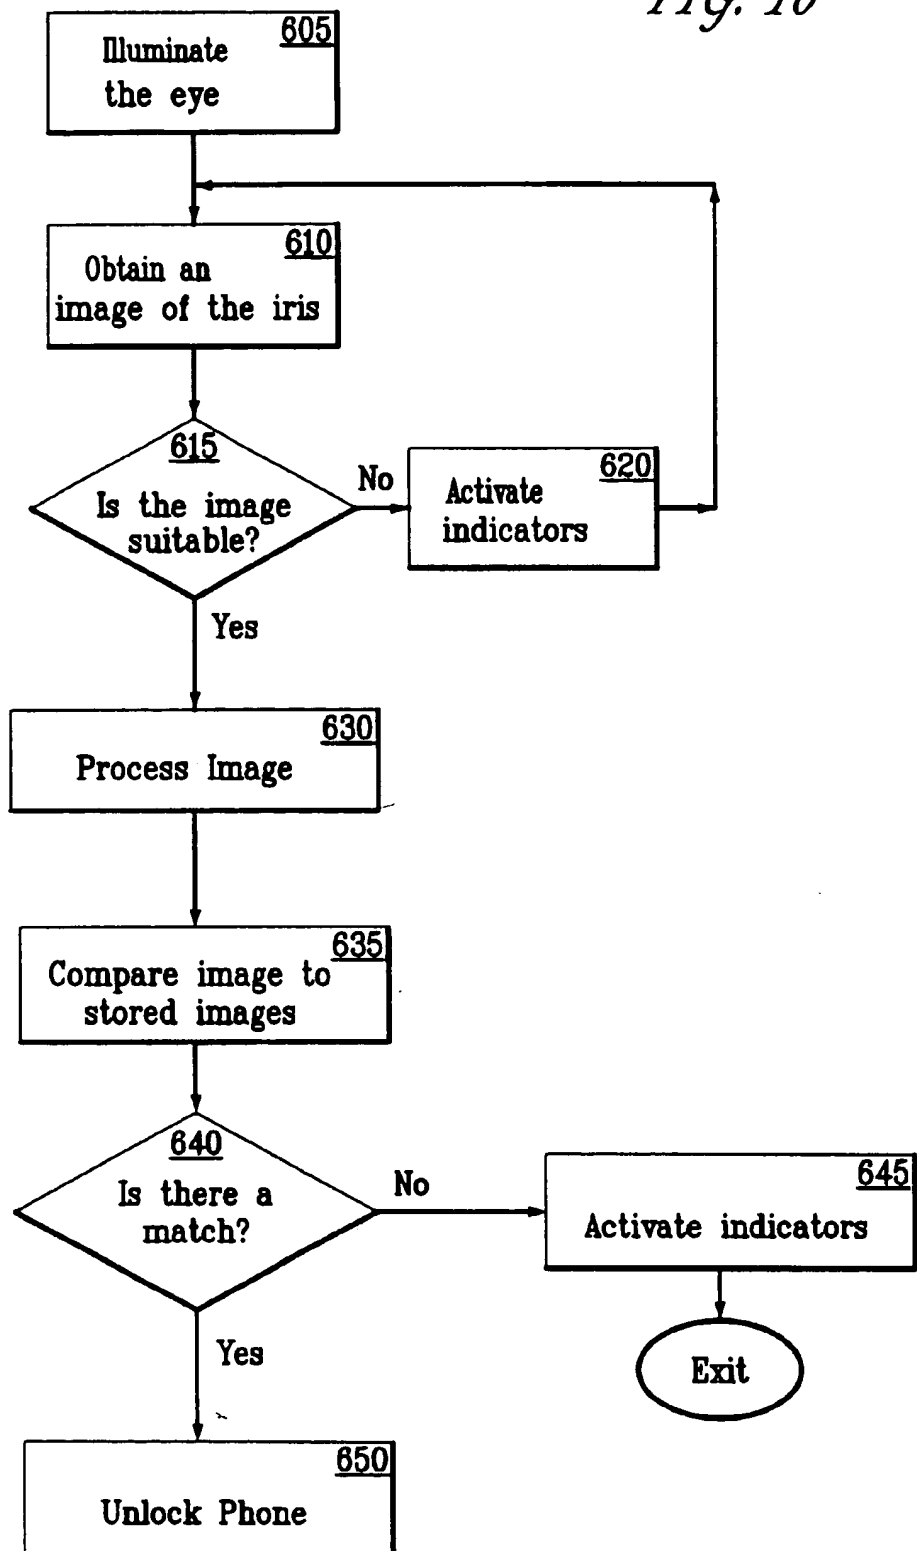 Fig. 10
605
Illuminate
the eye
610
Obtain an
image of the iris
615
Is the image
suitable?
No
620
Activate
indicators
Yes
630
Process Image
635
Compare image to
stored images
640
Is there a
match?
No
645
Activate indicators
Exit
Yes
650
Unlock Phone